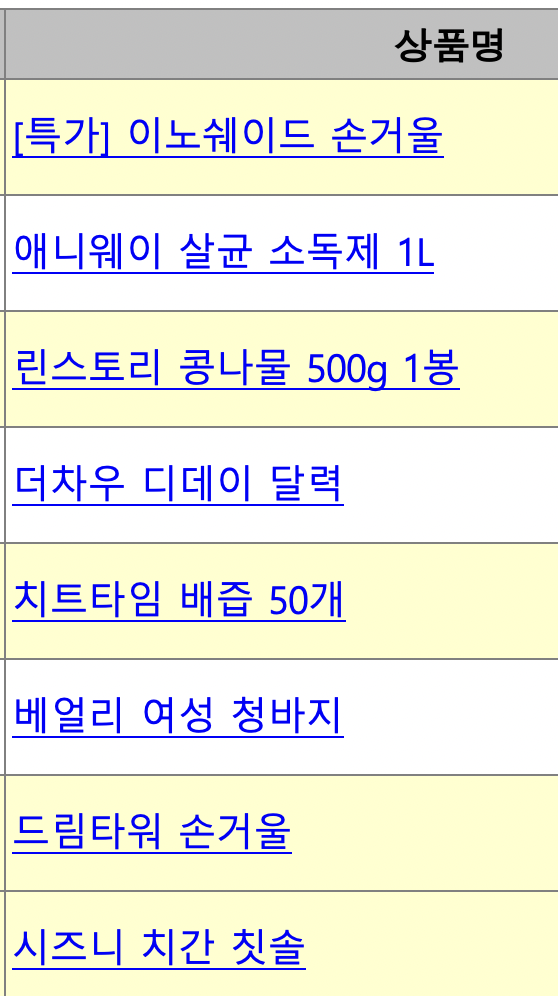 상품명
[특가] 이노쉐이드 손거울
애니웨이 살균 소독제 1L
린스토리 콩나물 500g 1봉
더차우 디데이 달력
치트타임 배즙 50개
베얼리 여성 청바지
드림타워 손거울
시즈니 치간 칫솔